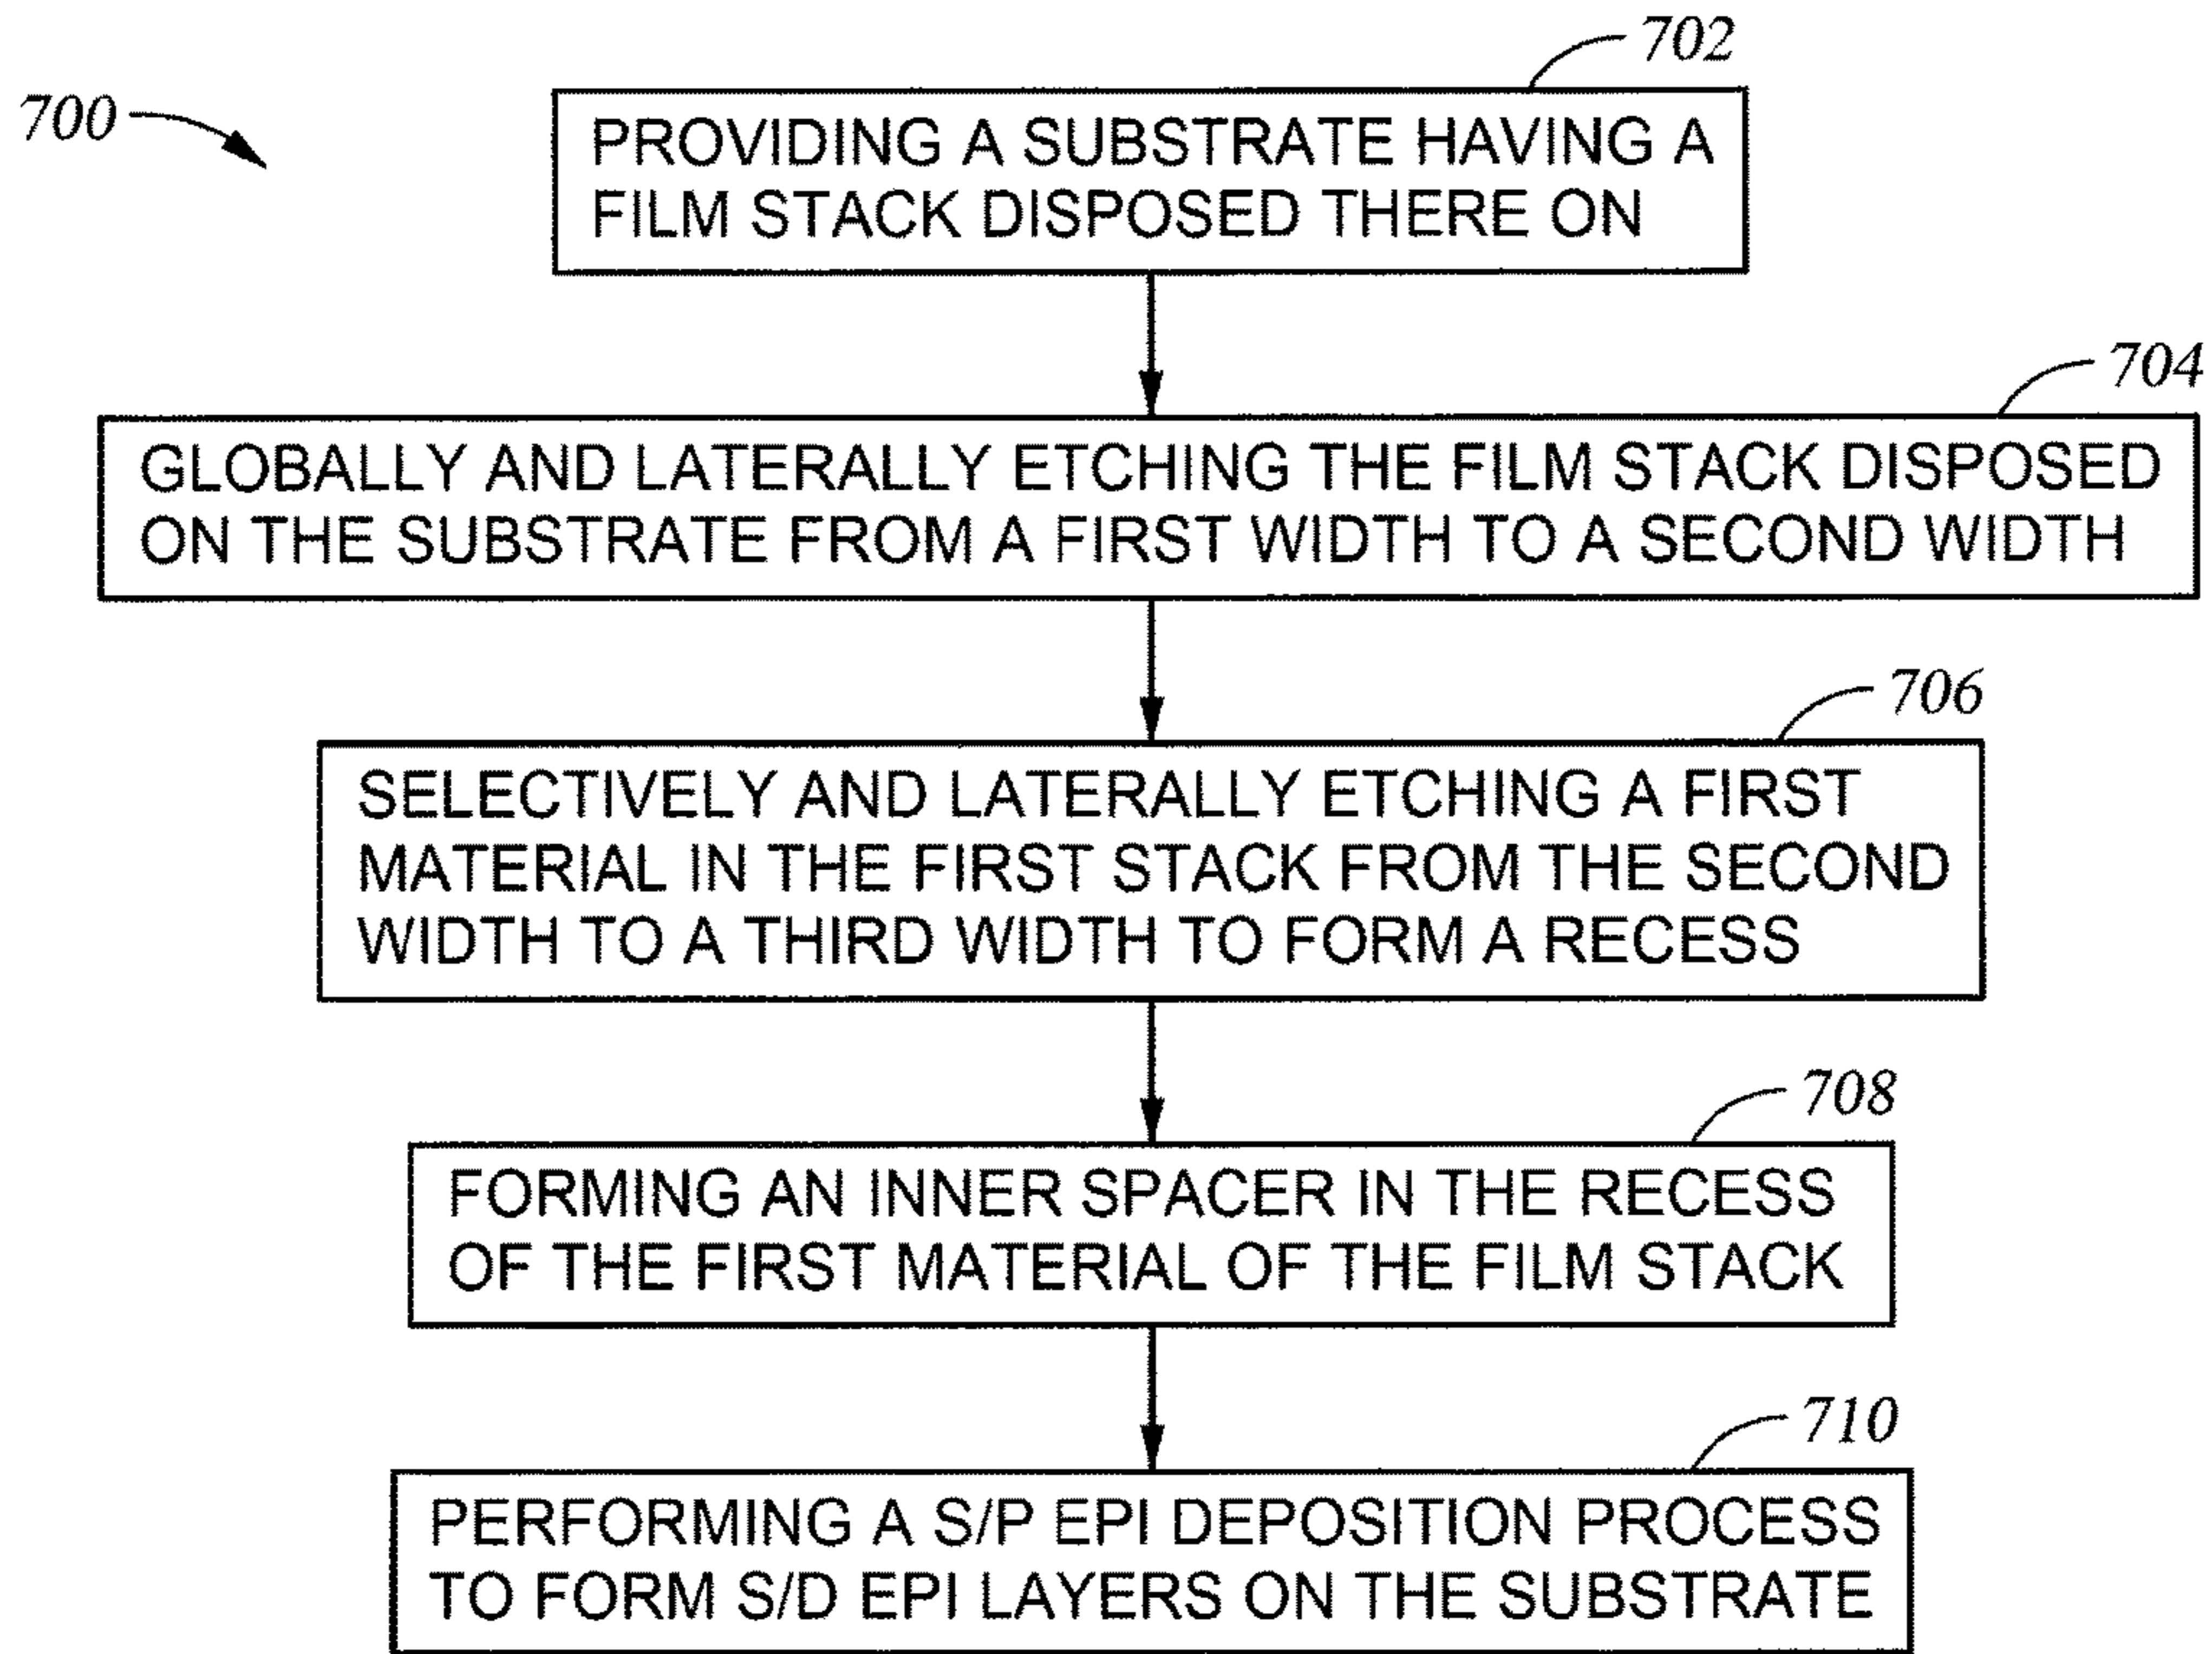 702
700
PROVIDING A SUBSTRATE HAVING A
FILM STACK DISPOSED THERE ON
704
GLOBALLY AND LATERALLY ETCHING THE FILM STACK DISPOSED
ON THE SUBSTRATE FROM A FIRST WIDTH TO A SECOND WIDTH
706
SELECTIVELY AND LATERALLY ETCHING A FIRST
MATERIAL IN THE FIRST STACK FROM THE SECOND
WIDTH TO A THIRD WIDTH TO FORM A RECESS
708
FORMING AN INNER SPACER IN THE RECESS
OF THE FIRST MATERIAL OF THE FILM STACK
710
PERFORMING A S/P EPI DEPOSITION PROCESS
TO FORM S/D EPI LAYERS ON THE SUBSTRATE